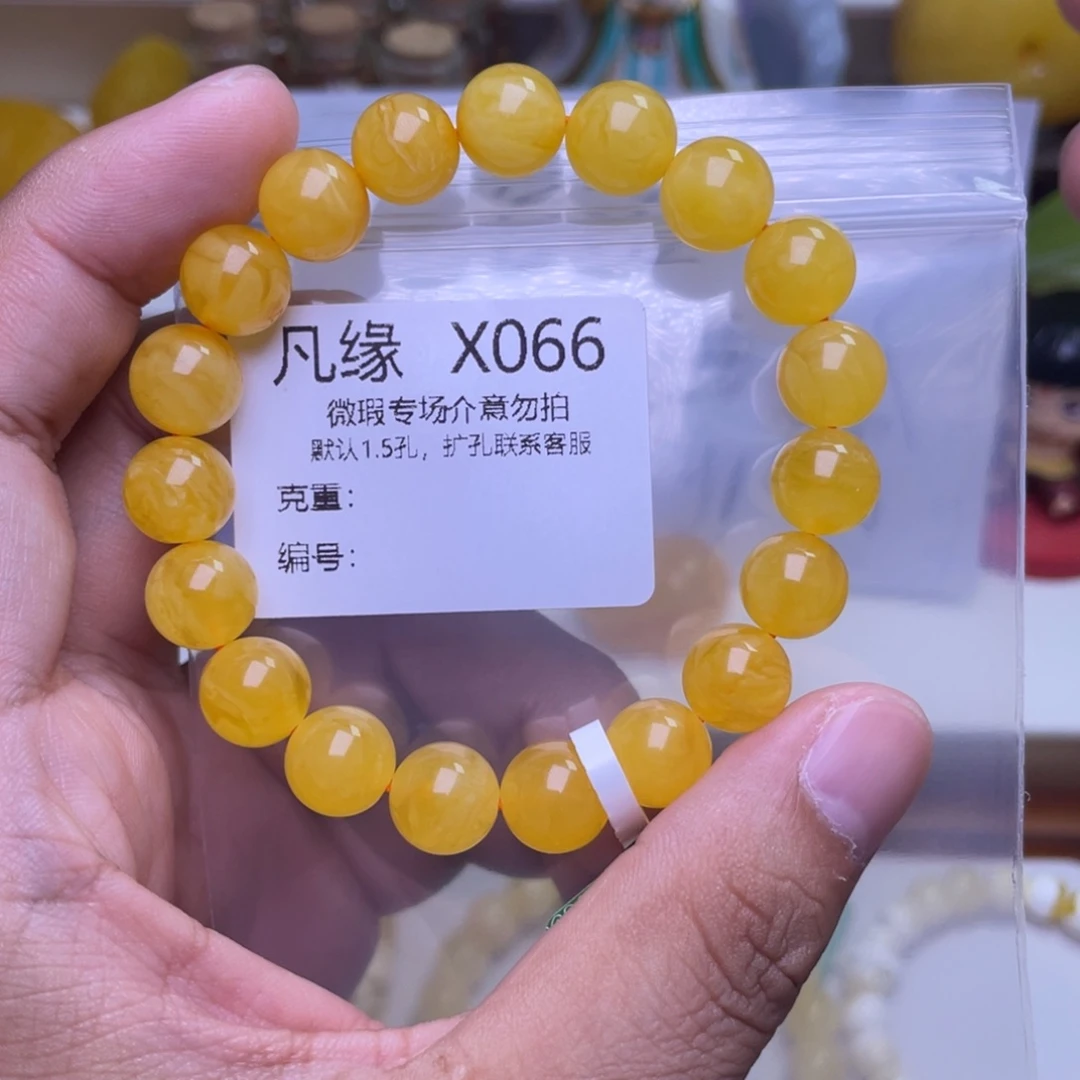 凡缘 X066
微瑕专场介意勿拍
默认1.5孔，扩孔联系客服
克重：
编号：